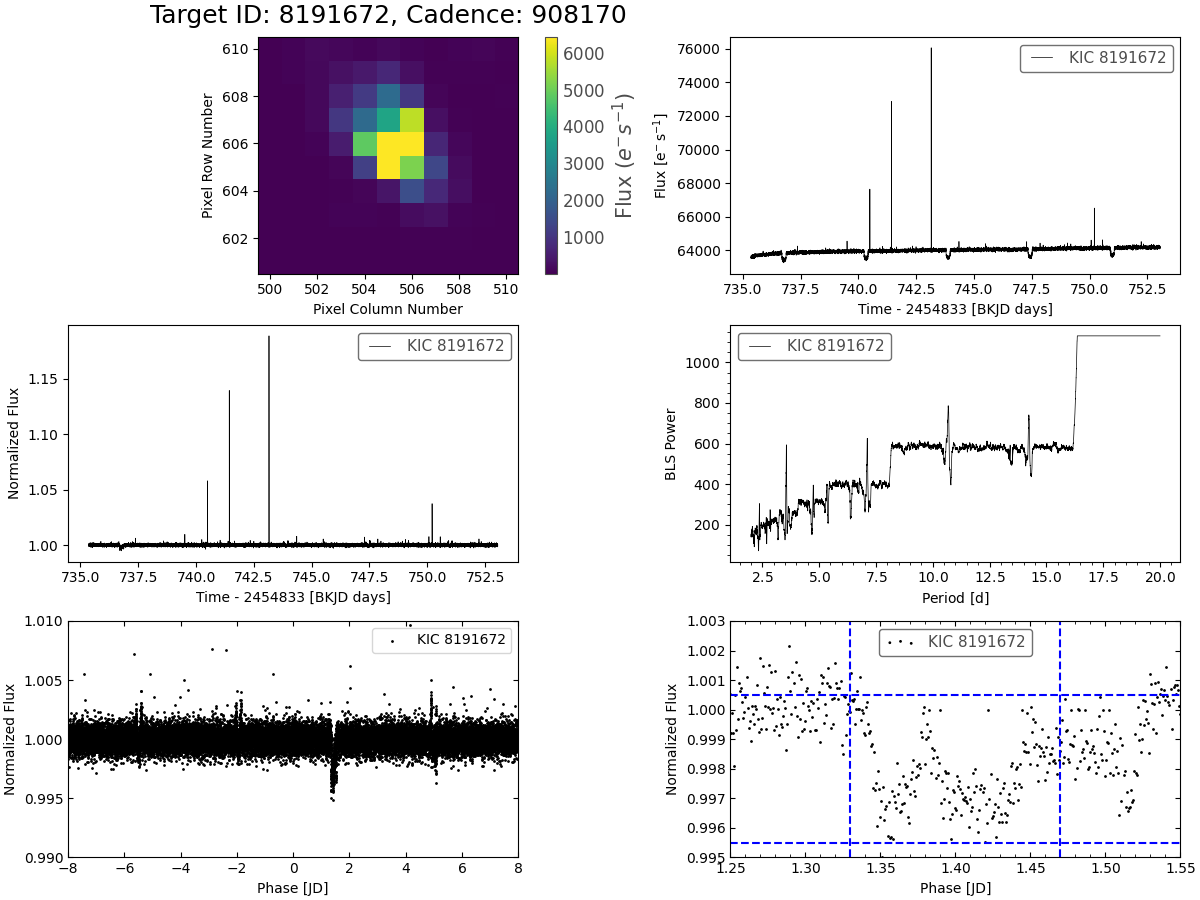 Target ID: 8191672, Cadence: 908170
610
608
606
604
602
Pixel Row Number
500 502 504 506 508 510
Pixel Column Number
6000
5000
4000
3000
2000
1000
Flux (e⁻ s⁻¹)
KIC 8191672
76000
74000
72000
70000
68000
66000
64000
Flux [e⁻ s⁻¹]
735.0 737.5 740.0 742.5 745.0 747.5 750.0 752.5
Time - 2454833 [BKJD days]
KIC 8191672
1.15
1.10
1.05
1.00
Normalized Flux
735.0 737.5 740.0 742.5 745.0 747.5 750.0 752.5
Time - 2454833 [BKJD days]
KIC 8191672
1000
800
600
400
200
BLS Power
2.5 5.0 7.5 10.0 12.5 15.0 17.5 20.0
Period [d]
KIC 8191672
1.010
1.005
1.000
0.995
0.990
Normalized Flux
−8 −6 −4 −2 0 2 4 6 8
Phase [JD]
KIC 8191672
1.003
1.002
1.001
1.000
0.999
0.998
0.997
0.996
0.995
Normalized Flux
1.25 1.30 1.35 1.40 1.45 1.50 1.55
Phase [JD]